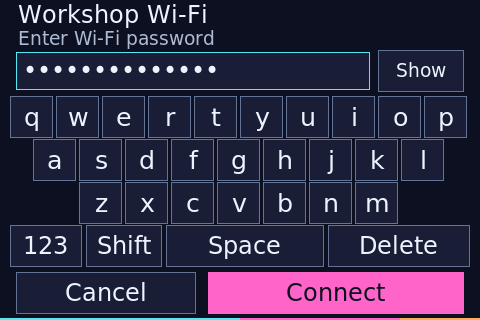 Workshop Wi-Fi
Enter Wi-Fi password
•••••••••••••• Show
q w e r t y u i o p
a s d f g h j k l
z x c v b n m
123 Shift Space Delete
Cancel Connect